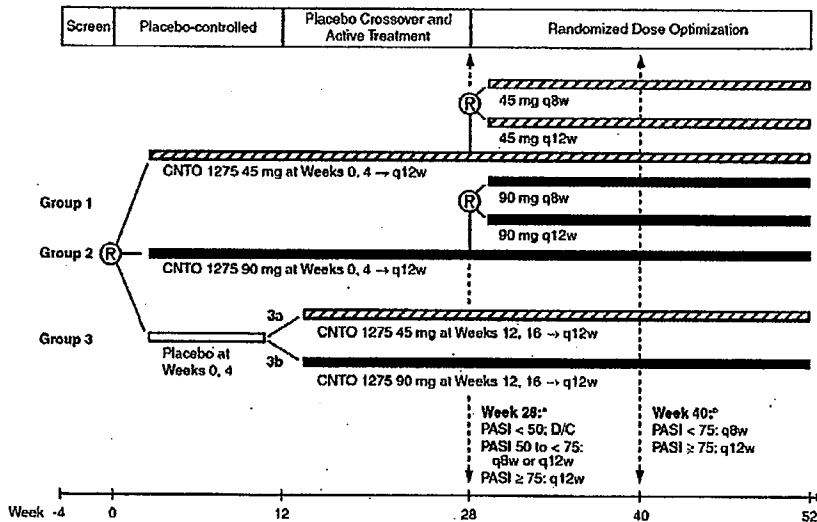 Screen
Placebo-controlled
Placebo Crossover and
Active Treatment
Randomized Dose Optimization
R
45 mg q8w
45 mg q12w
CNTO 1275 45 mg at Weeks 0, 4 → q12w
Group 1
R
90 mg q8w
90 mg q12w
Group 2
R
CNTO 1275 90 mg at Weeks 0, 4 → q12w
3a
CNTO 1275 45 mg at Weeks 12, 16 → q12w
Group 3
Placebo at
Weeks 0, 4
3b
CNTO 1275 90 mg at Weeks 12, 16 → q12w
Week 28:ᵃ
PASI < 50: D/C
PASI 50 to < 75:
q8w or q12w
PASI ≥ 75: q12w
Week 40:ᵇ
PASI < 75: q8w
PASI ≥ 75: q12w
Week -4 0 12 28 40 52